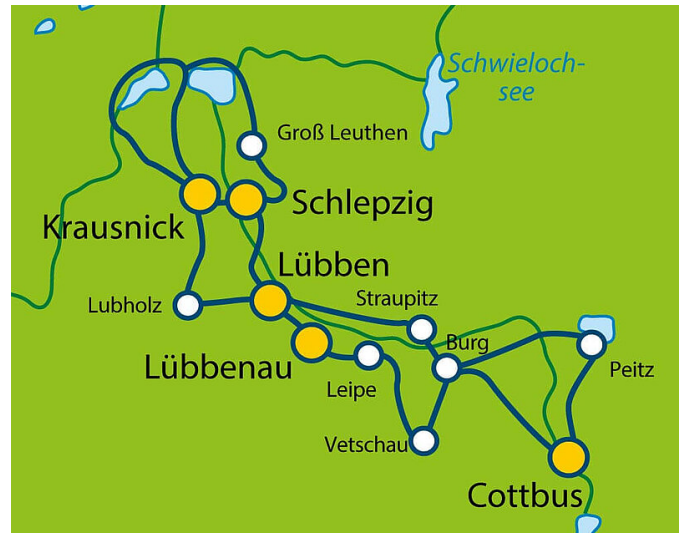 Schwieloch-
see
Groß Leuthen
Schlepzig
Krausnick
Lübben
Straupitz
Lubholz
Burg
Lübbenau
Peitz
Leipe
Vetschau
Cottbus